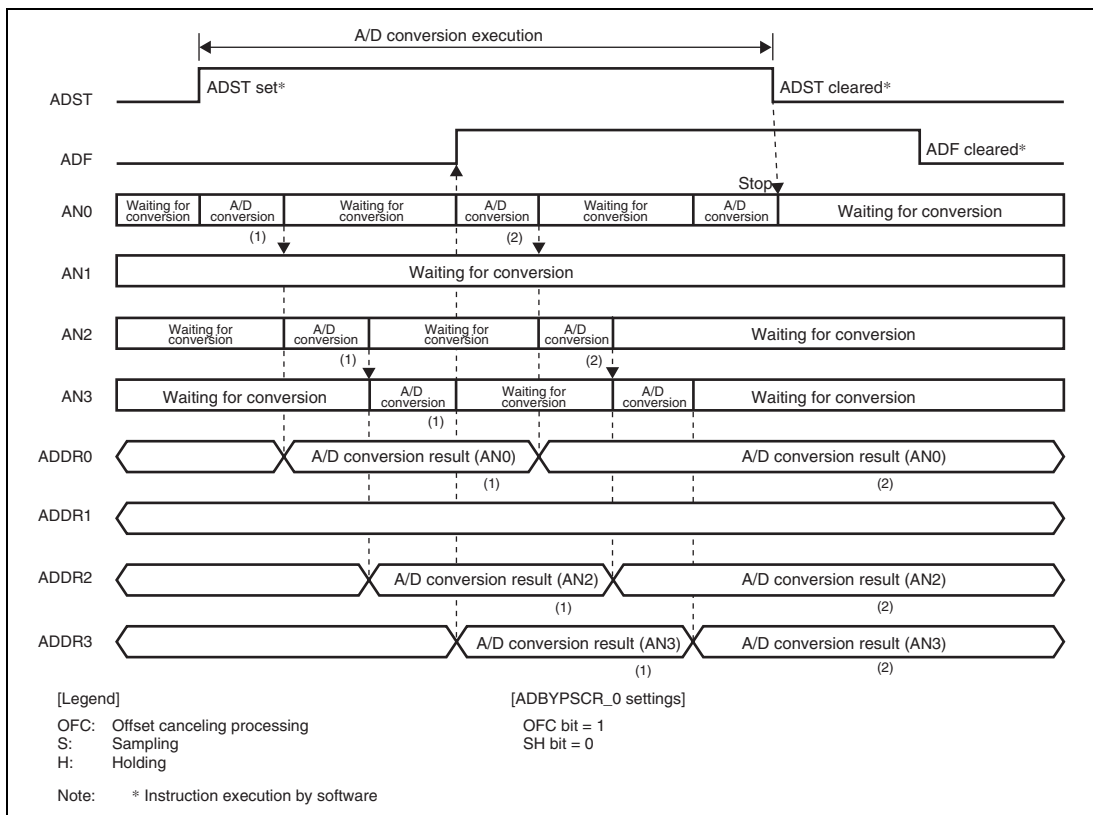 A/D conversion execution
ADST ADST set* ADST cleared*
ADF ADF cleared*
Stop
AN0 Waiting for conversion A/D conversion Waiting for conversion A/D conversion Waiting for conversion A/D conversion Waiting for conversion
(1) (2)
AN1 Waiting for conversion
AN2 Waiting for conversion A/D conversion Waiting for conversion A/D conversion Waiting for conversion
(1) (2)
AN3 Waiting for conversion A/D conversion Waiting for conversion A/D conversion Waiting for conversion
(1)
ADDR0 A/D conversion result (AN0) A/D conversion result (AN0)
(1) (2)
ADDR1
ADDR2 A/D conversion result (AN2) A/D conversion result (AN2)
(1) (2)
ADDR3 A/D conversion result (AN3) A/D conversion result (AN3)
(1) (2)
[Legend] [ADBYPSCR_0 settings]
OFC: Offset canceling processing OFC bit = 1
S: Sampling SH bit = 0
H: Holding
Note: * Instruction execution by software